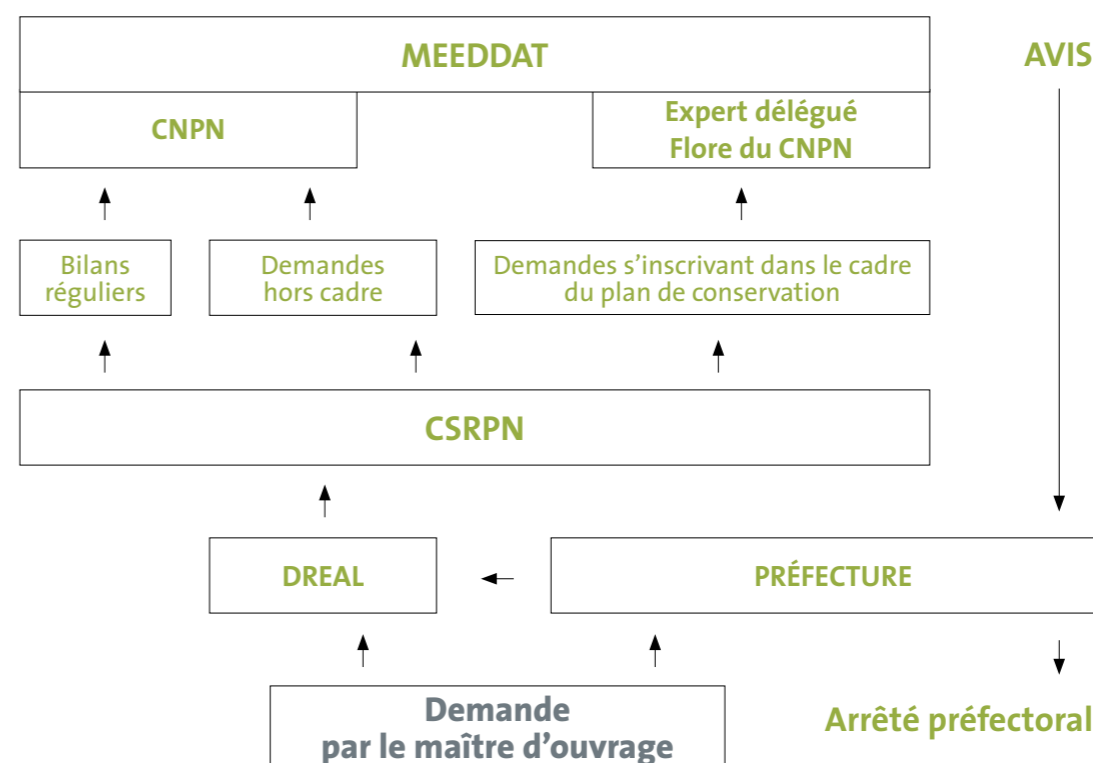 MEEDDAT
AVIS
CNPN
Expert délégué
Flore du CNPN
Bilans
réguliers
Demandes
hors cadre
Demandes s'inscrivant dans le cadre
du plan de conservation
CSRPN
DREAL
PRÉFECTURE
Demande
par le maître d'ouvrage
Arrêté préfectoral